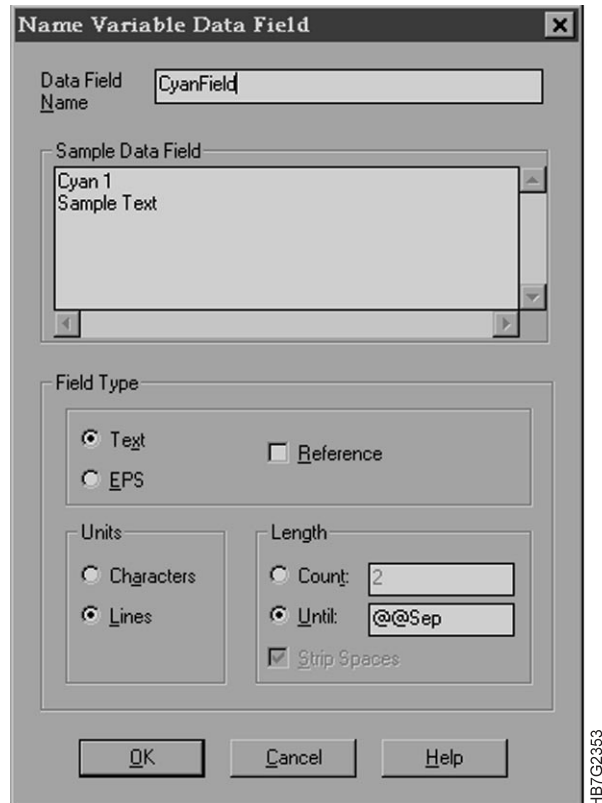 Name Variable Data Field
Data Field
Name
CyanField
Sample Data Field
Cyan 1
Sample Text
Field Type
Text
EPS
Reference
Units
Characters
Lines
Length
Count:
2
Until:
@@Sep
Strip Spaces
OK
Cancel
Help
HB7G2353